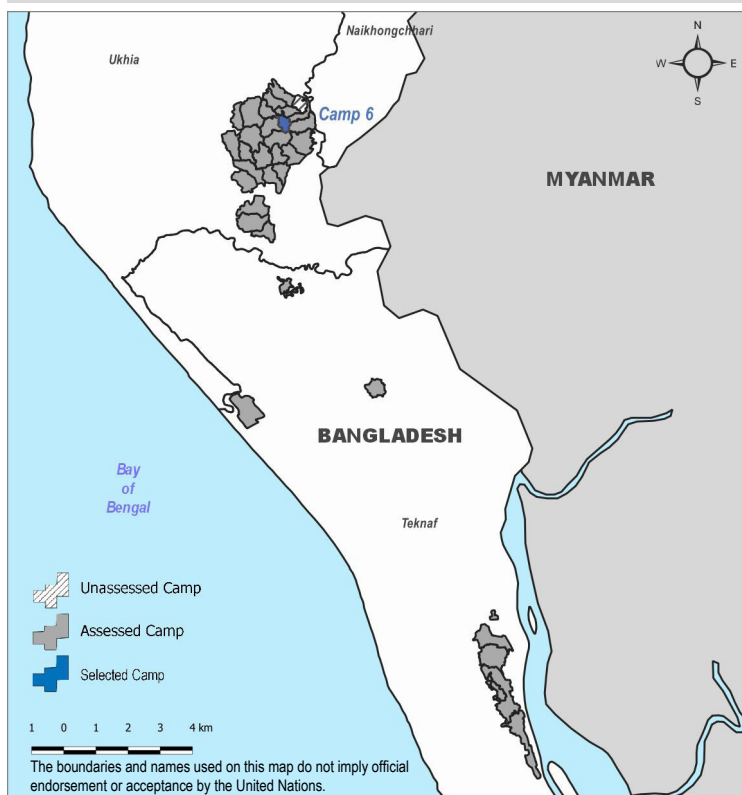 Naikhongchhari
Ukhia
N
W
E
S
Camp 6
MYANMAR
BANGLADESH
Bay
of
Bengal
Teknaf
Unassessed Camp
Assessed Camp
Selected Camp
1 0 1 2 3 4 km
The boundaries and names used on this map do not imply official
endorsement or acceptance by the United Nations.